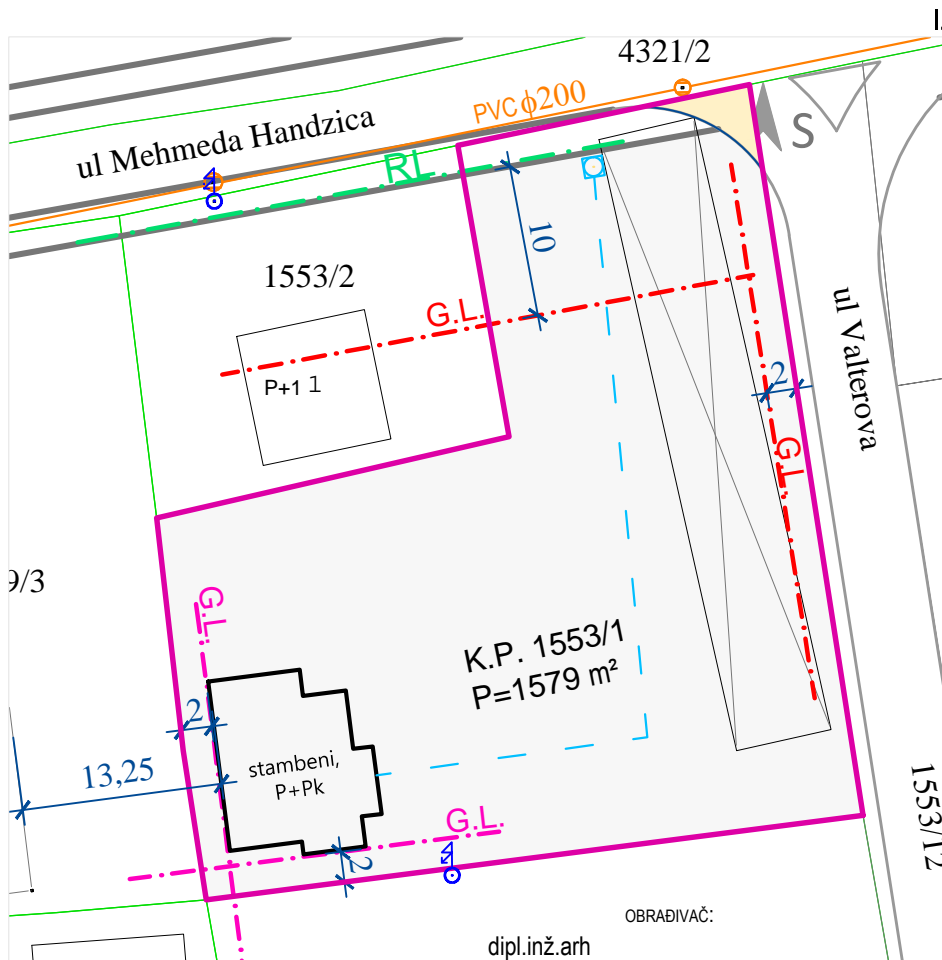 4321/2
PVC ϕ200
ul Mehmeda Handzica
S
RL
10
1553/2
G.L.
ul Valterova
P+1 1
2
G.L.
9/3
G.L.
K.P. 1553/1
P=1579 m²
2
stambeni,
P+Pk
13,25
G.L.
1553/12
2
OBRAĐIVAČ:
dipl.inž.arh